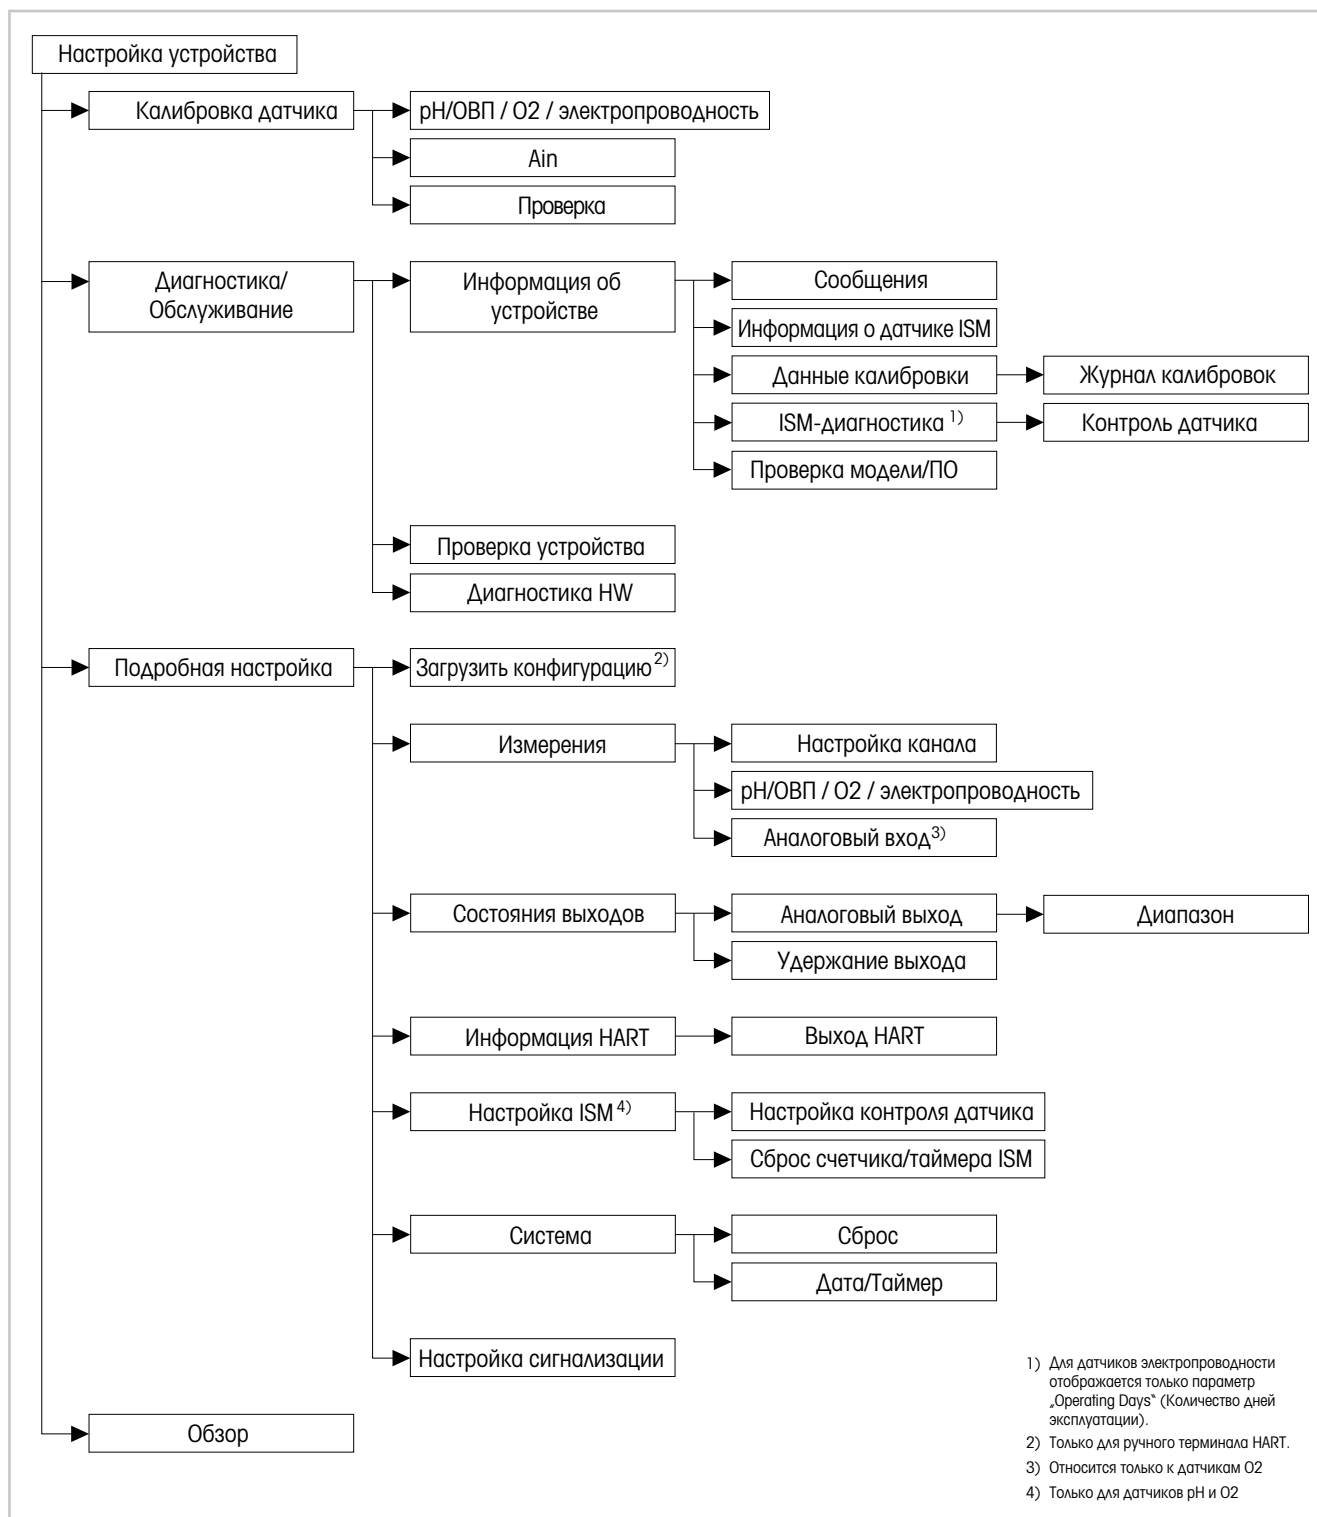 Настройка устройства
Калибровка датчика
pH/ОВП / O2 / электропроводность
Ain
Проверка
Диагностика/
Обслуживание
Информация об
устройстве
Сообщения
Информация о датчике ISM
Данные калибровки
Журнал калибровок
ISM-диагностика 1)
Контроль датчика
Проверка модели/ПО
Проверка устройства
Диагностика HW
Подробная настройка
Загрузить конфигурацию 2)
Измерения
Настройка канала
pH/ОВП / O2 / электропроводность
Аналоговый вход 3)
Состояния выходов
Аналоговый выход
Диапазон
Удержание выхода
Информация HART
Выход HART
Настройка ISM 4)
Настройка контроля датчика
Сброс счетчика/таймера ISM
Система
Сброс
Дата/Таймер
Настройка сигнализации
Обзор
1) Для датчиков электропроводности
отображается только параметр
„Operating Days“ (Количество дней
эксплуатации).
2) Только для ручного терминала HART.
3) Относится только к датчикам O2
4) Только для датчиков pH и O2